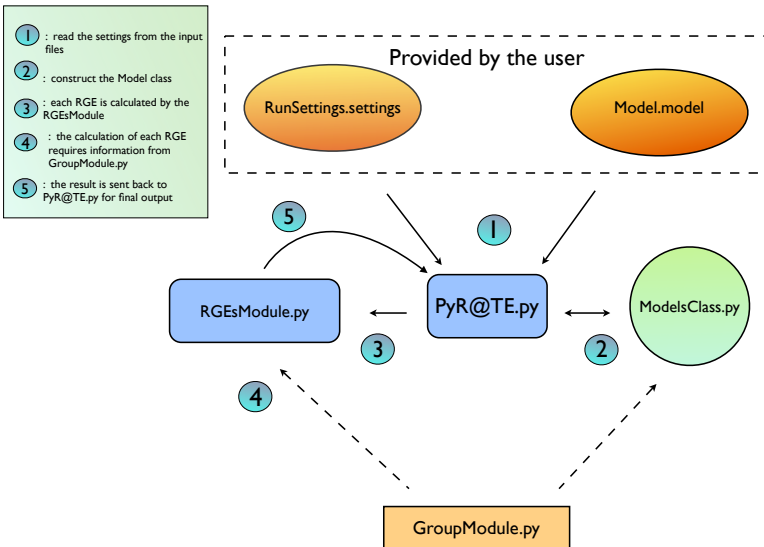 1 : read the settings from the input
files
2 : construct the Model class
3 : each RGE is calculated by the
RGEsModule
4 : the calculation of each RGE
requires information from
GroupModule.py
5 : the result is sent back to
PyR@TE.py for final output
Provided by the user
RunSettings.settings
Model.model
5
1
RGEsModule.py
PyR@TE.py
ModelsClass.py
3
2
4
GroupModule.py